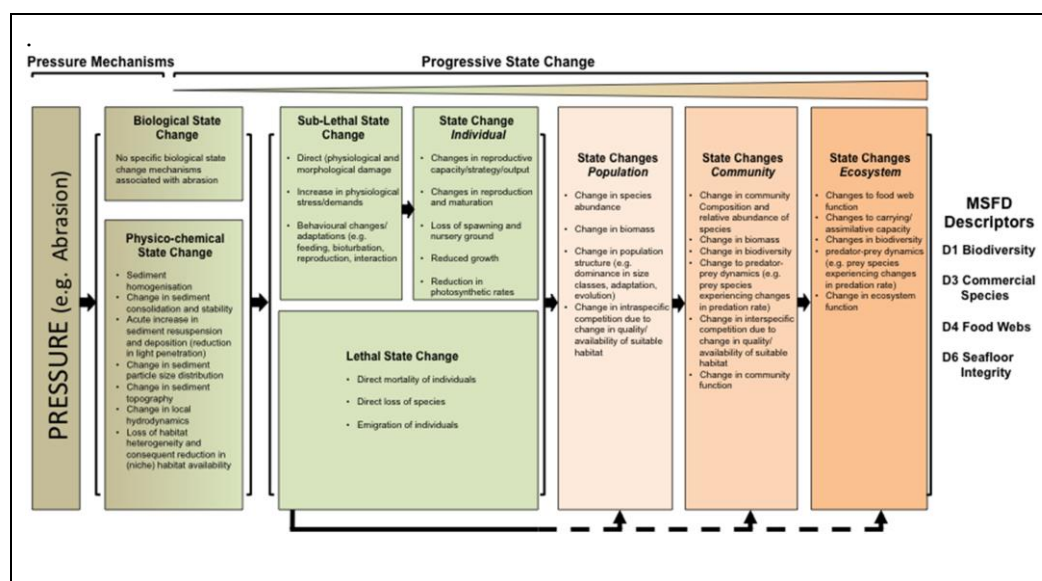 .
Pressure Mechanisms
Progressive State Change
PRESSURE (e.g. Abrasion)
Biological State
Change
No specific biological state
change mechanisms
associated with abrasion
Physico-chemical
State Change
• Sediment
homogenisation
• Change in sediment
consolidation and stability
• Acute increase in
sediment resuspension
and deposition (reduction
in light penetration)
• Change in sediment
particle size distribution
• Change in sediment
topography
• Change in local
hydrodynamics
• Loss of habitat
heterogeneity and
consequent reduction in
(niche) habitat availability
Sub-Lethal State
Change
• Direct (physiological and
morphological damage
• Increase in physiological
stress/demands
• Behavioural changes/
adaptations (e.g.
feeding, bioturbation,
reproduction, interaction
State Change
Individual
• Changes in reproductive
capacity/strategy/output
• Changes in reproduction
and maturation
• Loss of spawning and
nursery ground
• Reduced growth
• Reduction in
photosynthetic rates
Lethal State Change
• Direct mortality of individuals
• Direct loss of species
• Emigration of individuals
State Changes
Population
• Change in species
abundance
• Change in biomass
• Change in population
structure (e.g.
dominance in size
classes, adaptation,
evolution)
• Change in intraspecific
competition due to
change in quality/
availability of suitable
habitat
State Changes
Community
• Change in community
Composition and
relative abundance of
species
• Change in biomass
• Change in biodiversity
• Change to predator-
prey dynamics (e.g.
prey species
experiencing changes
in predation rate)
• Change in interspecific
competition due to
change in quality/
availability of suitable
habitat
• Change in community
function
State Changes
Ecosystem
• Changes to food web
function
• Changes to carrying/
assimilative capacity
• Changes in biodiversity
• predator-prey dynamics
(e.g. prey species
experiencing changes
in predation rate)
• Change in ecosystem
function
MSFD
Descriptors
D1 Biodiversity
D3 Commercial
Species
D4 Food Webs
D6 Seafloor
Integrity